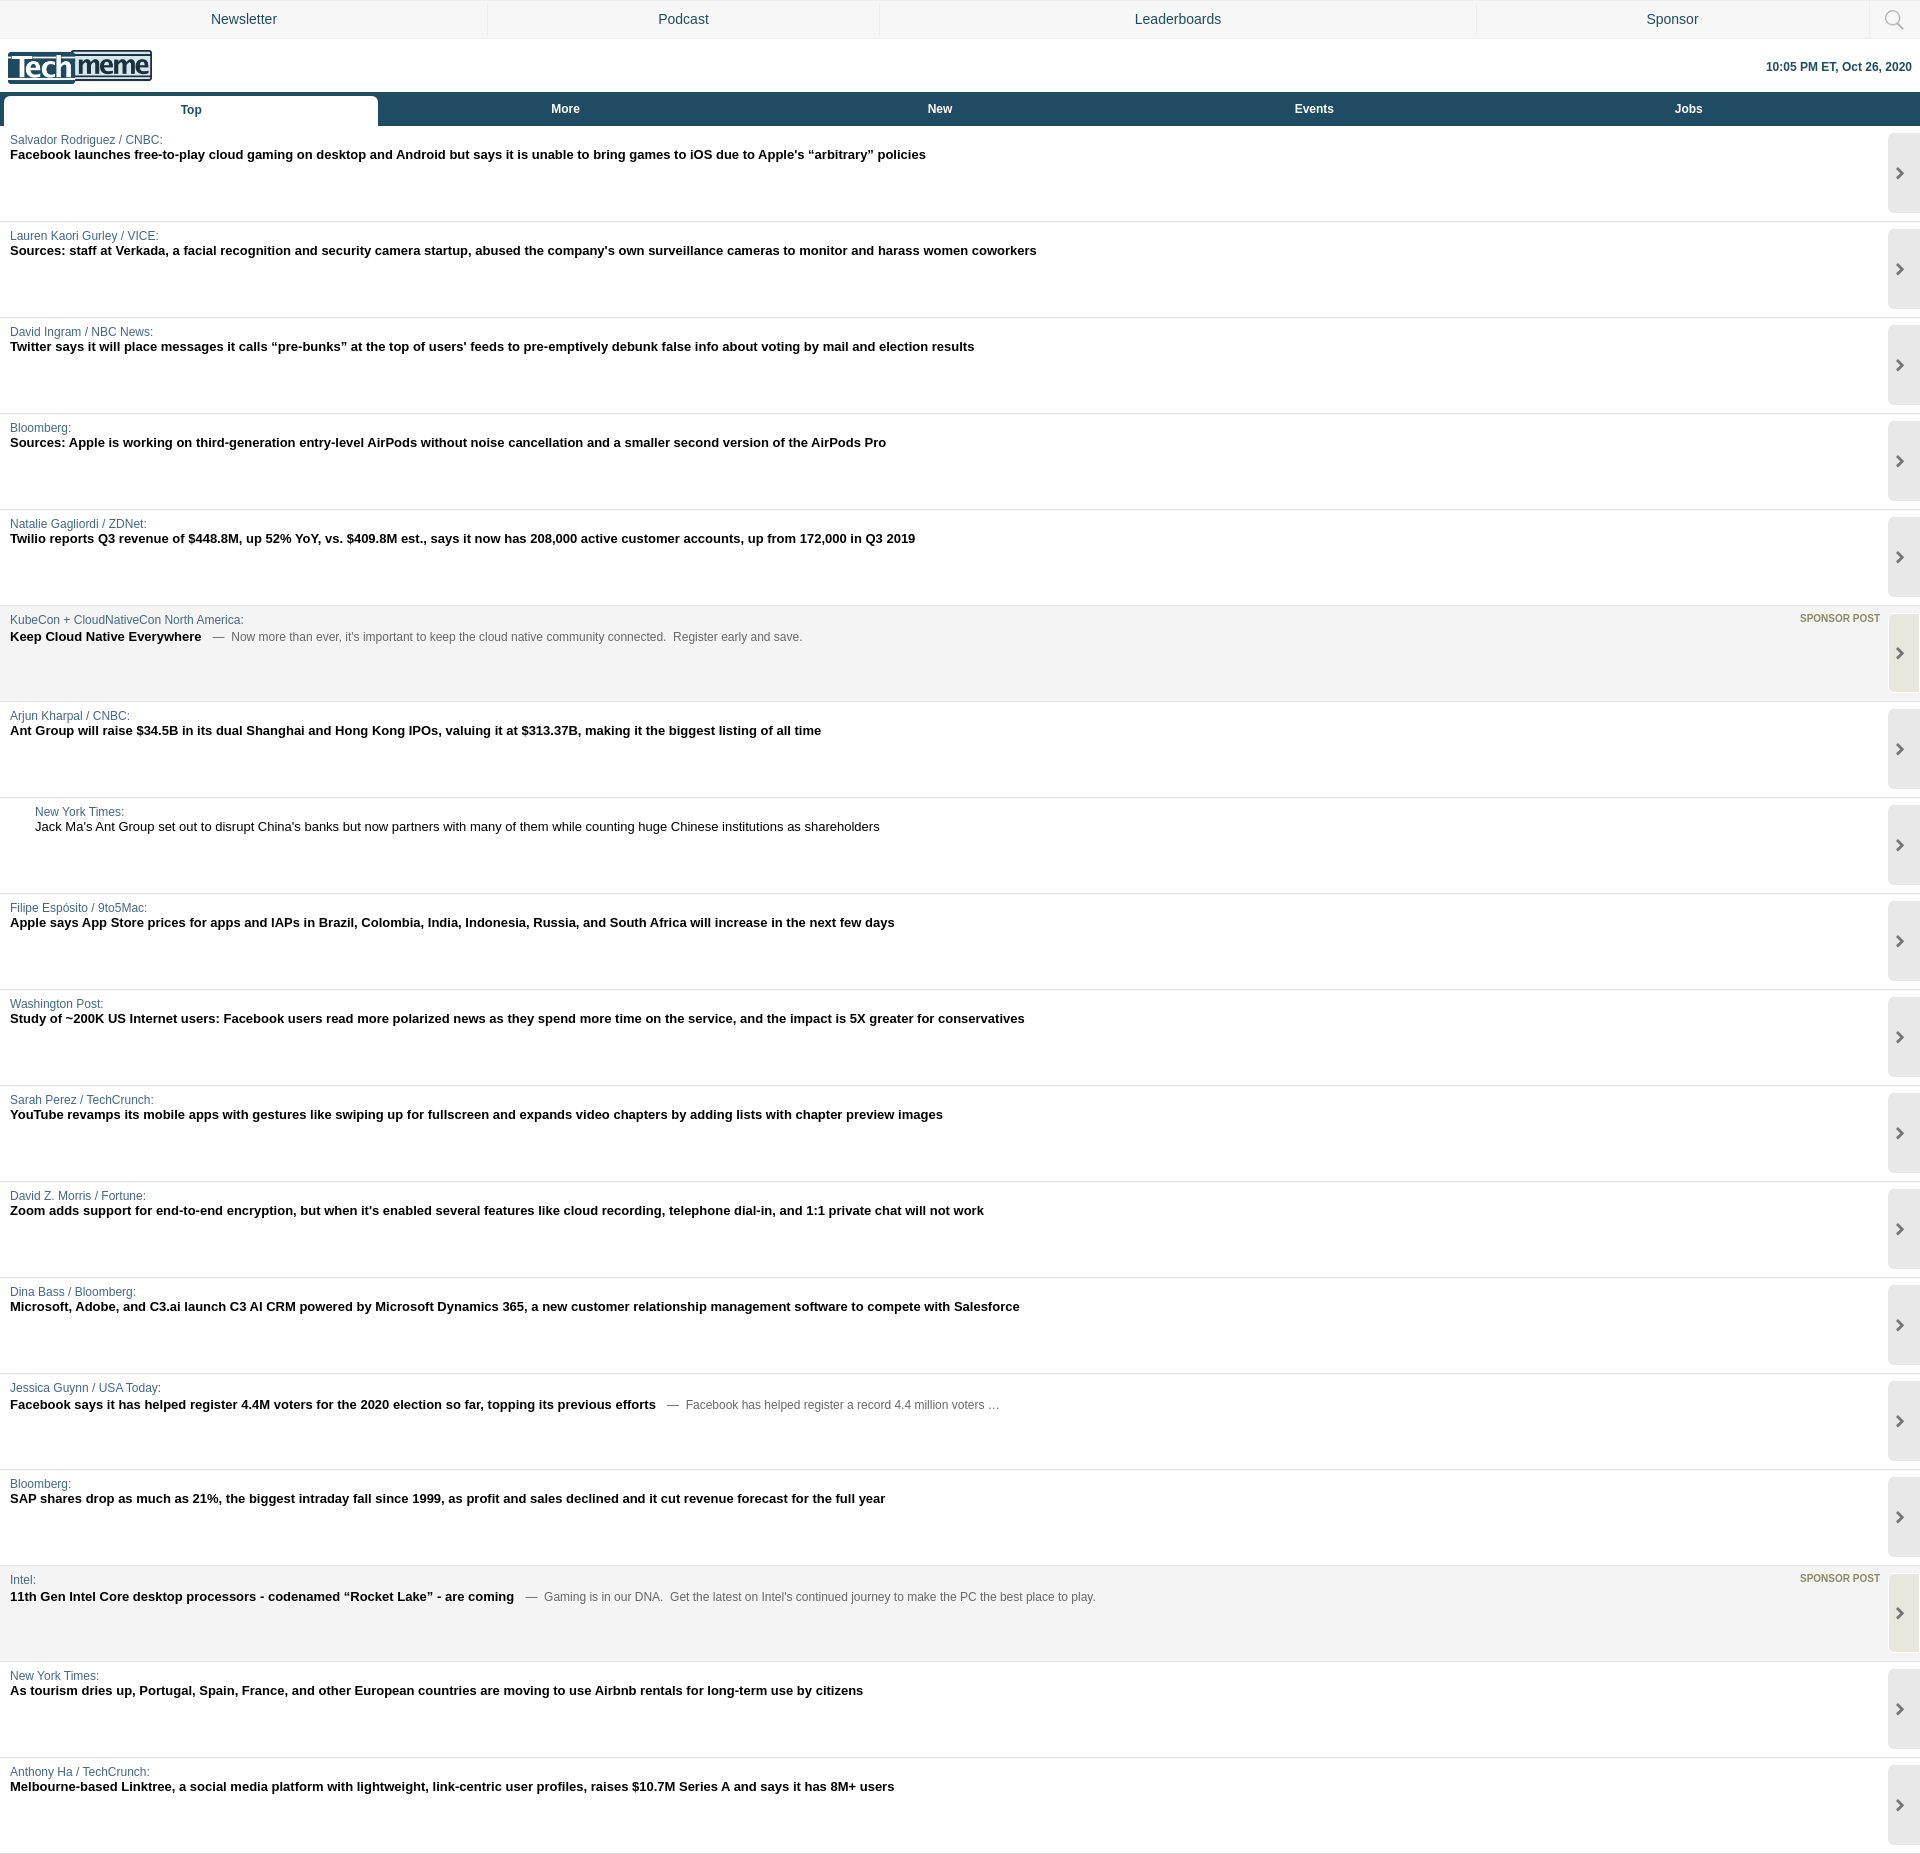 Newsletter
Podcast
Leaderboards
Sponsor
Techmeme
10:05 PM ET, Oct 26, 2020
Top
More
New
Events
Jobs
Salvador Rodriguez / CNBC:
Facebook launches free-to-play cloud gaming on desktop and Android but says it is unable to bring games to iOS due to Apple's “arbitrary” policies
Lauren Kaori Gurley / VICE:
Sources: staff at Verkada, a facial recognition and security camera startup, abused the company's own surveillance cameras to monitor and harass women coworkers
David Ingram / NBC News:
Twitter says it will place messages it calls “pre-bunks” at the top of users' feeds to pre-emptively debunk false info about voting by mail and election results
Bloomberg:
Sources: Apple is working on third-generation entry-level AirPods without noise cancellation and a smaller second version of the AirPods Pro
Natalie Gagliordi / ZDNet:
Twilio reports Q3 revenue of $448.8M, up 52% YoY, vs. $409.8M est., says it now has 208,000 active customer accounts, up from 172,000 in Q3 2019
KubeCon + CloudNativeCon North America:
SPONSOR POST
Keep Cloud Native Everywhere — Now more than ever, it's important to keep the cloud native community connected. Register early and save.
Arjun Kharpal / CNBC:
Ant Group will raise $34.5B in its dual Shanghai and Hong Kong IPOs, valuing it at $313.37B, making it the biggest listing of all time
New York Times:
Jack Ma's Ant Group set out to disrupt China's banks but now partners with many of them while counting huge Chinese institutions as shareholders
Filipe Espósito / 9to5Mac:
Apple says App Store prices for apps and IAPs in Brazil, Colombia, India, Indonesia, Russia, and South Africa will increase in the next few days
Washington Post:
Study of ~200K US Internet users: Facebook users read more polarized news as they spend more time on the service, and the impact is 5X greater for conservatives
Sarah Perez / TechCrunch:
YouTube revamps its mobile apps with gestures like swiping up for fullscreen and expands video chapters by adding lists with chapter preview images
David Z. Morris / Fortune:
Zoom adds support for end-to-end encryption, but when it's enabled several features like cloud recording, telephone dial-in, and 1:1 private chat will not work
Dina Bass / Bloomberg:
Microsoft, Adobe, and C3.ai launch C3 AI CRM powered by Microsoft Dynamics 365, a new customer relationship management software to compete with Salesforce
Jessica Guynn / USA Today:
Facebook says it has helped register 4.4M voters for the 2020 election so far, topping its previous efforts — Facebook has helped register a record 4.4 million voters …
Bloomberg:
SAP shares drop as much as 21%, the biggest intraday fall since 1999, as profit and sales declined and it cut revenue forecast for the full year
Intel:
SPONSOR POST
11th Gen Intel Core desktop processors - codenamed “Rocket Lake” - are coming — Gaming is in our DNA. Get the latest on Intel's continued journey to make the PC the best place to play.
New York Times:
As tourism dries up, Portugal, Spain, France, and other European countries are moving to use Airbnb rentals for long-term use by citizens
Anthony Ha / TechCrunch:
Melbourne-based Linktree, a social media platform with lightweight, link-centric user profiles, raises $10.7M Series A and says it has 8M+ users